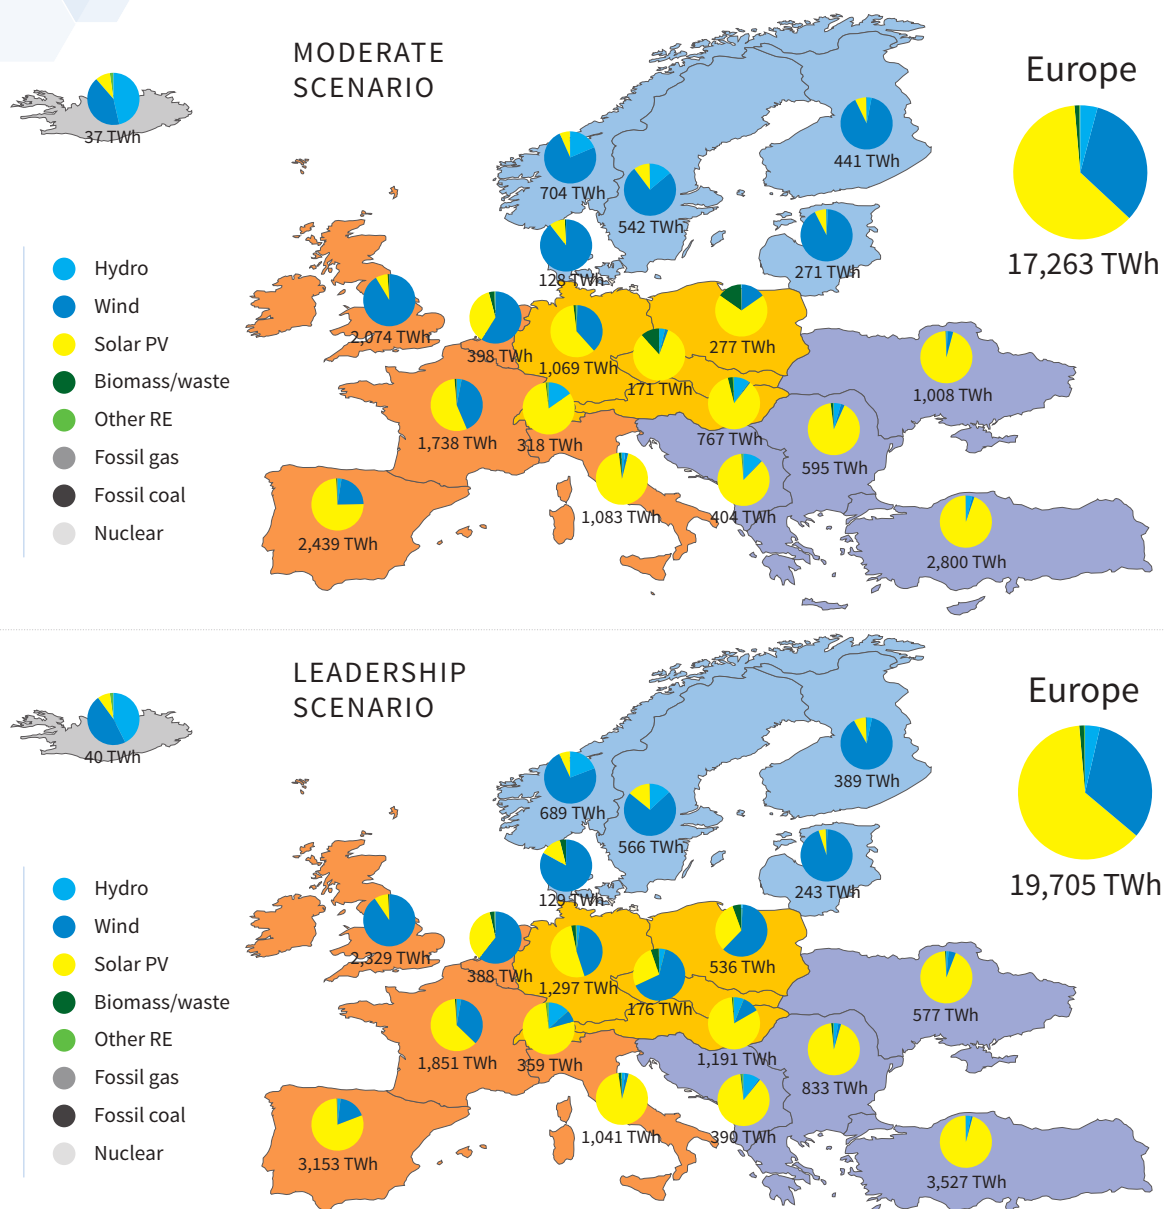 MODERATE
SCENARIO
Europe
17,263 TWh
37 TWh
704 TWh
542 TWh
441 TWh
128 TWh
271 TWh
Hydro
Wind
Solar PV
Biomass/waste
Other RE
Fossil gas
Fossil coal
Nuclear
2,074 TWh
398 TWh
1,069 TWh
277 TWh
171 TWh
1,008 TWh
1,738 TWh
318 TWh
767 TWh
595 TWh
2,439 TWh
1,083 TWh
404 TWh
2,800 TWh
LEADERSHIP
SCENARIO
Europe
19,705 TWh
40 TWh
689 TWh
566 TWh
389 TWh
129 TWh
243 TWh
Hydro
Wind
Solar PV
Biomass/waste
Other RE
Fossil gas
Fossil coal
Nuclear
2,329 TWh
388 TWh
1,297 TWh
536 TWh
176 TWh
577 TWh
1,851 TWh
359 TWh
1,191 TWh
833 TWh
3,153 TWh
1,041 TWh
390 TWh
3,527 TWh